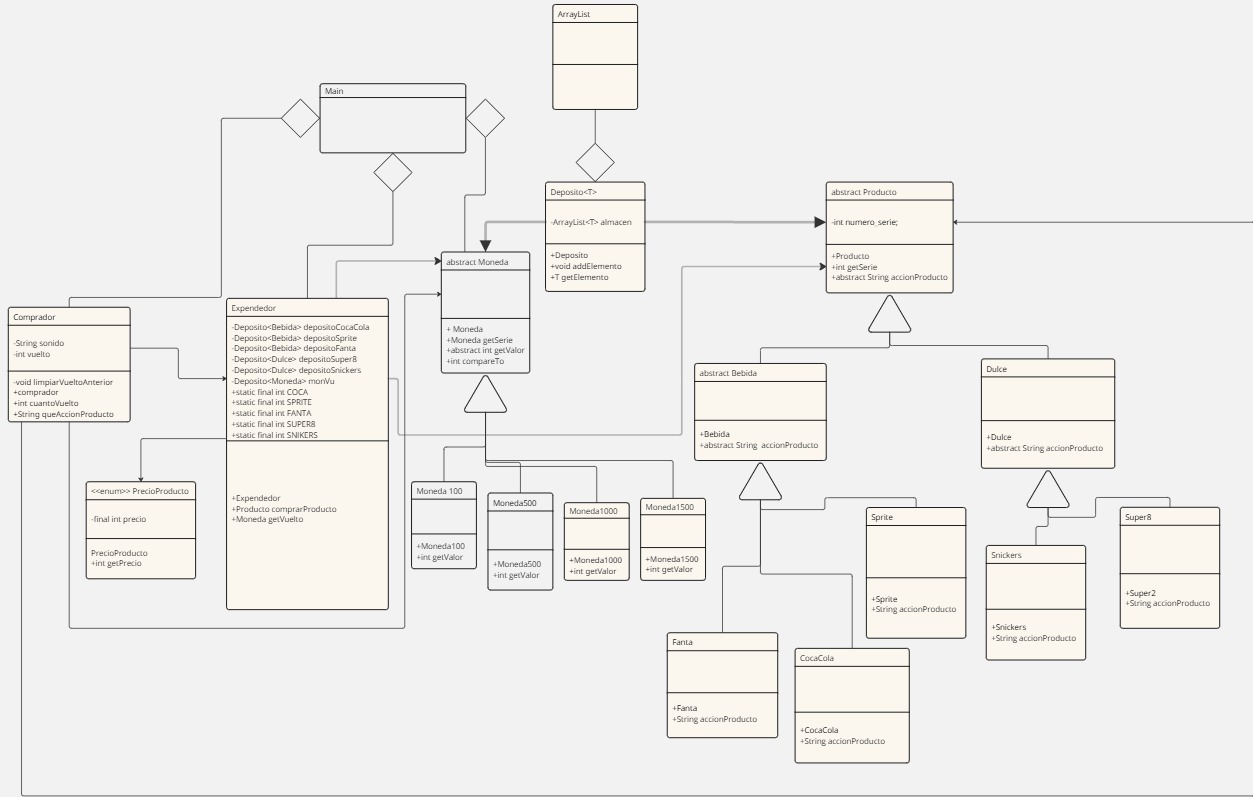 ArrayList
Main
Deposito<T>
-ArrayList<T> almacen
+Deposito
+void addElemento
+T getElemento
abstract Producto
-int numero_serie;
+Producto
+int getSerie
+abstract String accionProducto
abstract Moneda
+ Moneda
+Moneda getSerie
+abstract int getValor
+int compareTo
Comprador
-String sonido
-int vuelto
-void limpiarVueltoAnterior
+comprador
+int cuantoVuelto
+String queAccionProducto
Expendedor
-Deposito<Bebida> depositoCocaCola
-Deposito<Bebida> depositoSprite
-Deposito<Bebida> depositoFanta
-Deposito<Dulce> depositoSuper8
-Deposito<Dulce> depositoSnickers
-Deposito<Moneda> monVu
+static final int COCA
+static final int SPRITE
+static final int FANTA
+static final int SUPER8
+static final int SNIKERS
+Expendedor
+Producto comprarProducto
+Moneda getVuelto
<<enum>> PrecioProducto
-final int precio
PrecioProducto
+int getPrecio
abstract Bebida
+Bebida
+abstract String accionProducto
Dulce
+Dulce
+abstract String accionProducto
Moneda 100
+Moneda100
+int getValor
Moneda500
+Moneda500
+int getValor
Moneda1000
+Moneda1000
+int getValor
Moneda1500
+Moneda1500
+int getValor
Sprite
+Sprite
+String accionProducto
Snickers
+Snickers
+String accionProducto
Super8
+Super2
+String accionProducto
Fanta
+Fanta
+String accionProducto
CocaCola
+CocaCola
+String accionProducto